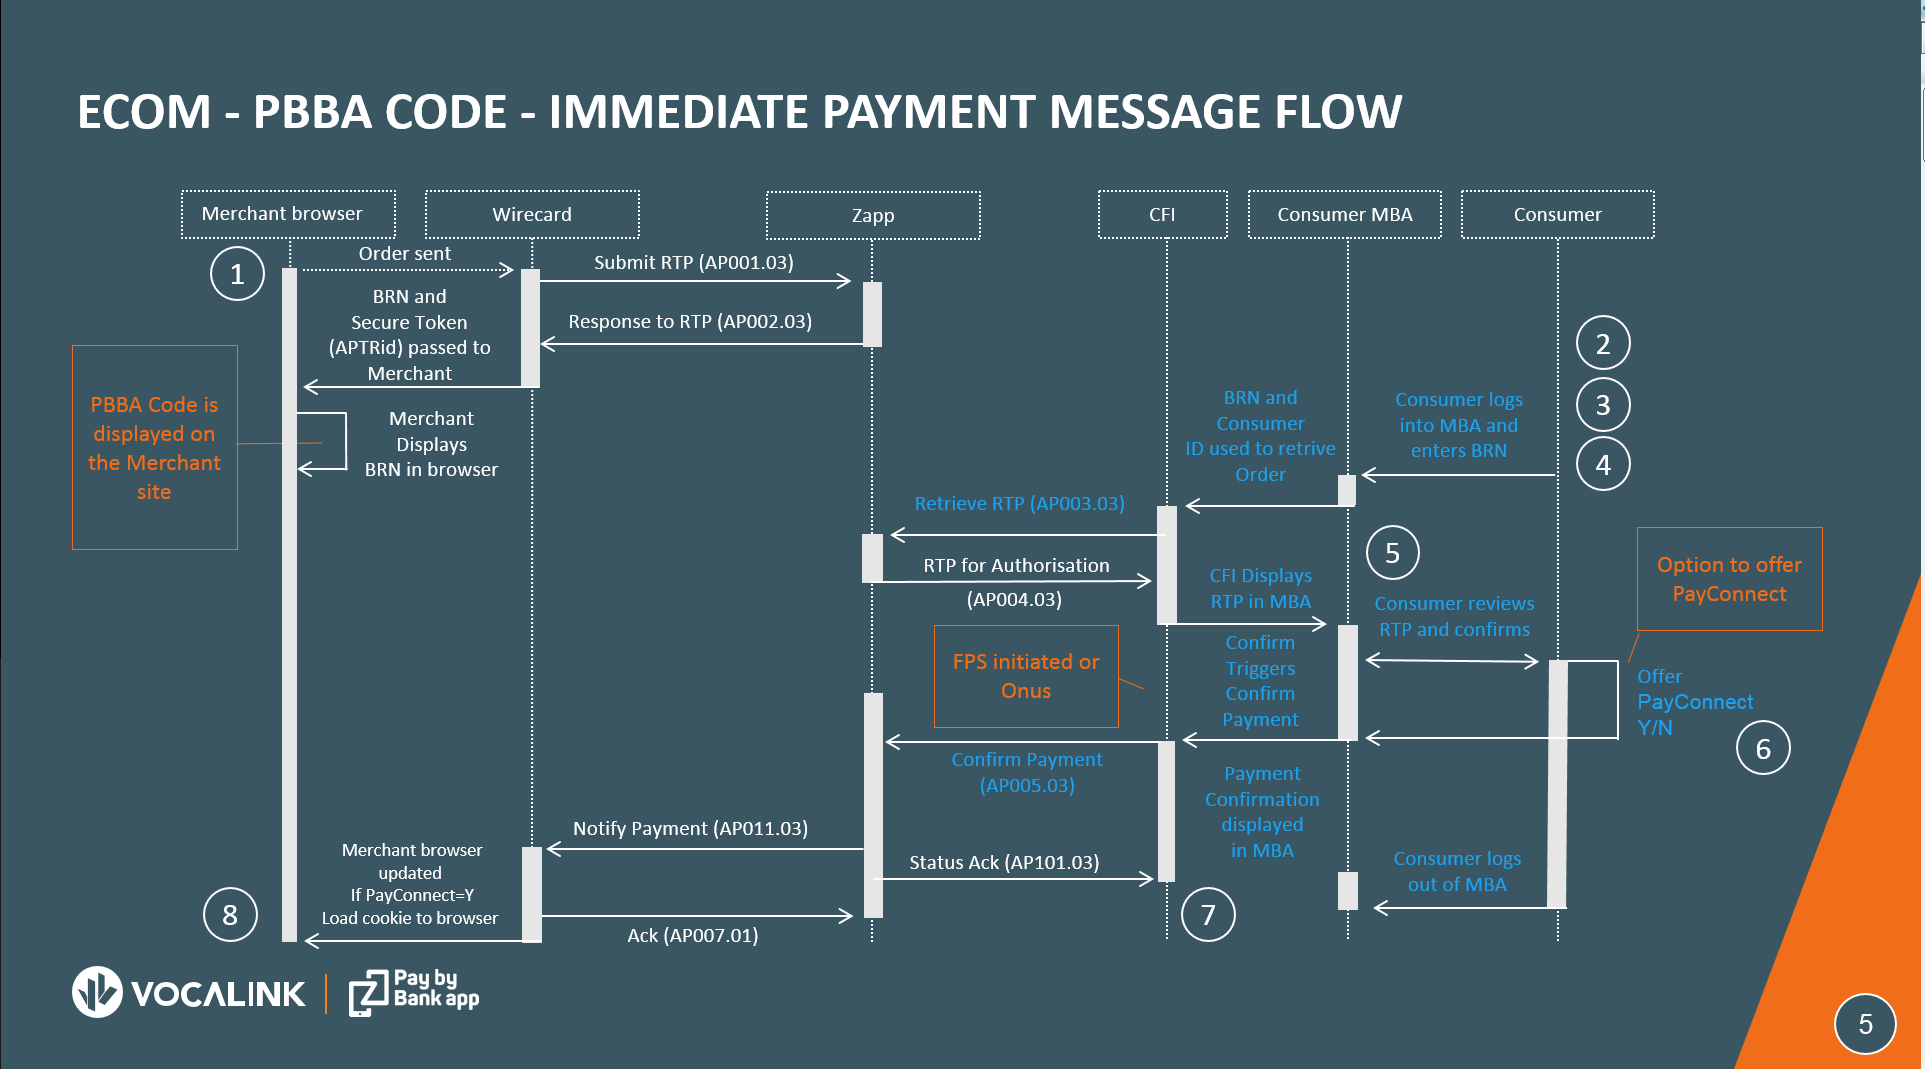 ECOM - PBBA CODE - IMMEDIATE PAYMENT MESSAGE FLOW
Merchant browser
Wirecard
Zapp
CFI
Consumer MBA
Consumer
1
Order sent
Submit RTP (AP001.03)
BRN and
Secure Token
(APTRid) passed to
Merchant
Response to RTP (AP002.03)
2
3
4
PBBA Code is
displayed on
the Merchant
site
Merchant
Displays
BRN in browser
BRN and
Consumer
ID used to retrive
Order
Consumer logs
into MBA and
enters BRN
Retrieve RTP (AP003.03)
RTP for Authorisation
(AP004.03)
5
CFI Displays
RTP in MBA
Consumer reviews
RTP and confirms
Option to offer
PayConnect
FPS initiated or
Onus
Confirm
Triggers
Confirm
Payment
Offer
PayConnect
Y/N
6
Confirm Payment
(AP005.03)
Payment
Confirmation
displayed
in MBA
Notify Payment (AP011.03)
Status Ack (AP101.03)
Consumer logs
out of MBA
Merchant browser
updated
If PayConnect=Y
Load cookie to browser
8
7
Ack (AP007.01)
VOCALINK
Pay by
Bank app
5